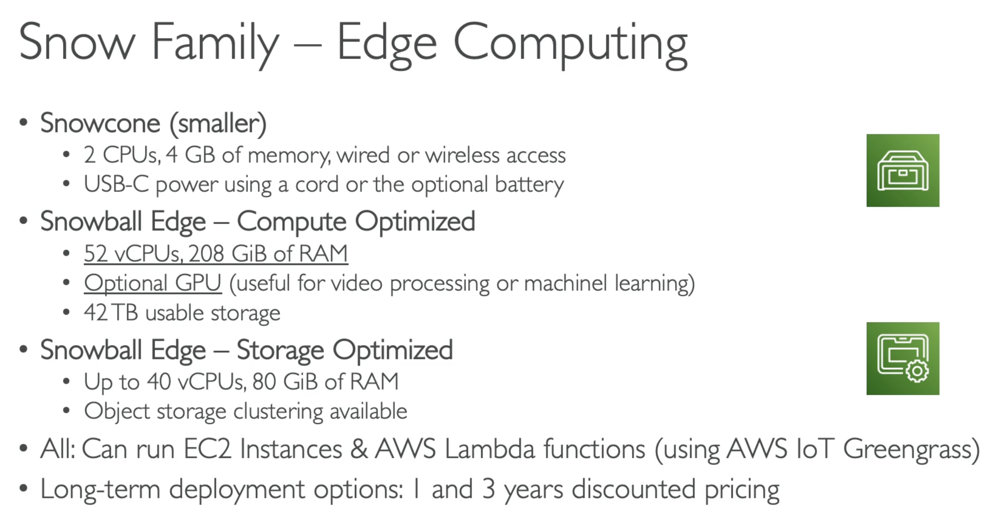 Snow Family – Edge Computing
• Snowcone (smaller)
• 2 CPUs, 4 GB of memory, wired or wireless access
• USB-C power using a cord or the optional battery
• Snowball Edge – Compute Optimized
• 52 vCPUs, 208 GiB of RAM
• Optional GPU (useful for video processing or machinel learning)
• 42 TB usable storage
• Snowball Edge – Storage Optimized
• Up to 40 vCPUs, 80 GiB of RAM
• Object storage clustering available
• All: Can run EC2 Instances & AWS Lambda functions (using AWS IoT Greengrass)
• Long-term deployment options: 1 and 3 years discounted pricing